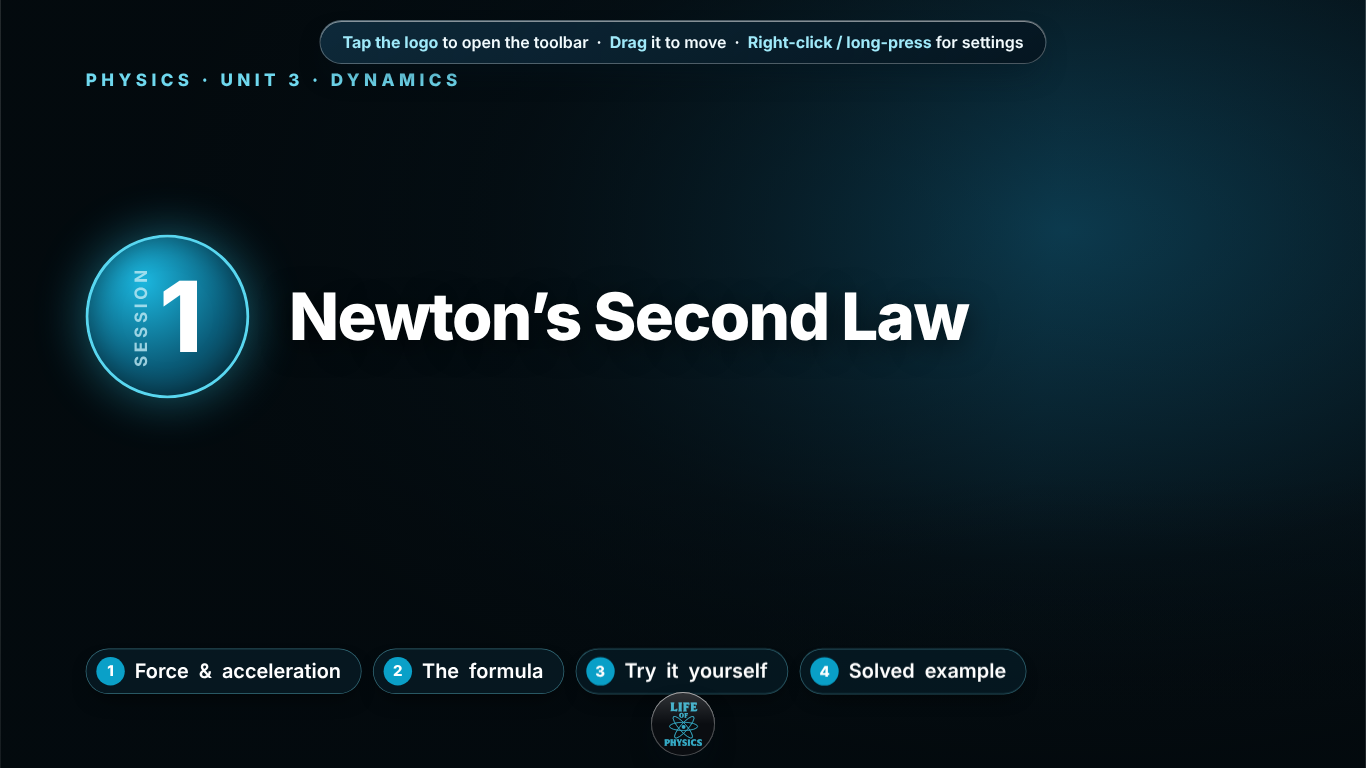 Tap the logo to open the toolbar · Drag it to move · Right-click / long-press for settings
PHYSICS · UNIT 3 · DYNAMICS
SESSION 1
Newton’s Second Law
1 Force & acceleration
2 The formula
3 Try it yourself
4 Solved example
LIFE
OF
PHYSICS